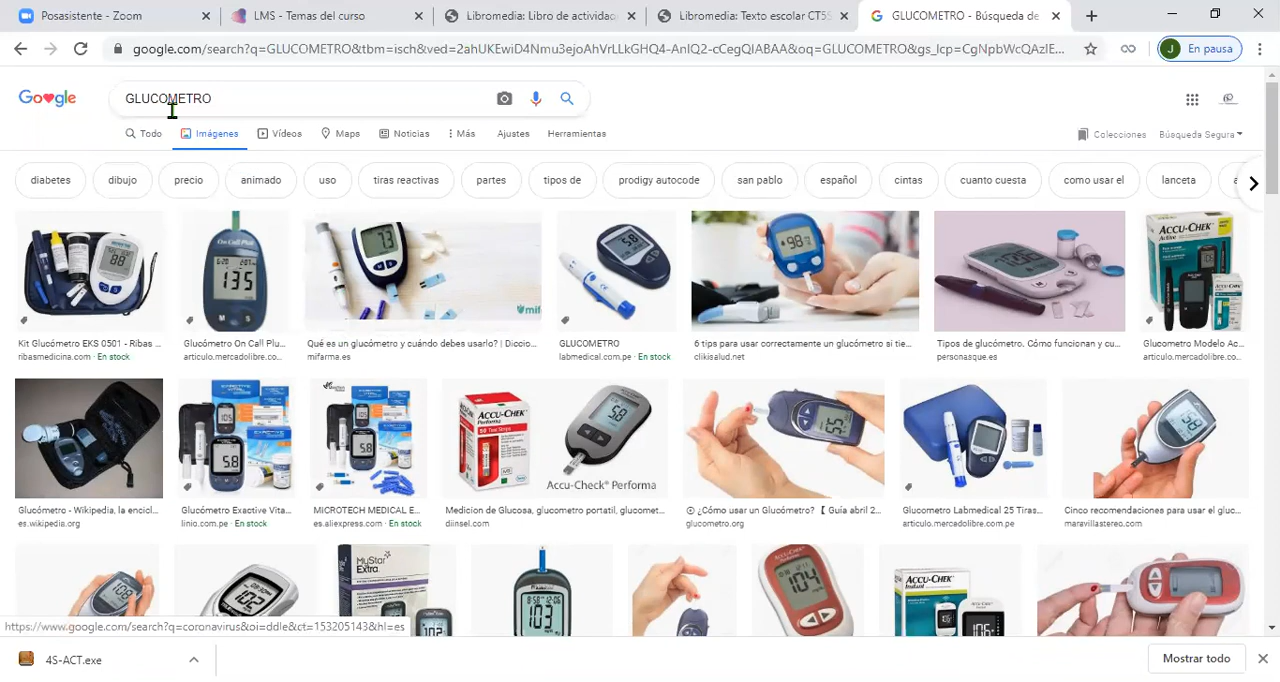 Posasistente - Zoom
LMS - Temas del curso
Libromedia: Libro de actividac
Libromedia: Texto escolar CT5S
GLUCOMETRO - Búsqueda de
google.com/search?q=GLUCOMETRO&tbm=isch&ved=2ahUKEwiD4Nmu3ejoAhVrLLkGHQ4-AnIQ2-cCegQIABAA&oq=GLUCOMETRO&gs_lcp=CgNpbWcQAzIE...
J En pausa
GLUCOMETRO
Todo Imágenes Vídeos Maps Noticias Más Ajustes Herramientas
Colecciones Búsqueda Segura
diabetes dibujo precio animado uso tiras reactivas partes tipos de prodigy autocode san pablo español cintas cuanto cuesta como usar el lanceta
Kit Glucómetro EKS 0501 - Ribas ...
ribasmedicina.com · En stock
Glucómetro On Call Plu...
articulo.mercadolibre.co...
Qué es un glucómetro y cuándo debes usarlo? | Diccio...
mifarma.es
GLUCOMETRO
labmedical.com.pe · En stock
6 tips para usar correctamente un glucómetro si tie...
clikisalud.net
Tipos de glucómetro. Cómo funcionan y cu...
personasque.es
Glucometro Modelo Ac...
articulo.mercadolibre.co...
ACCU-CHEK
Performa
Accu-Chek® Performa
Glucómetro - Wikipedia, la encicl...
es.wikipedia.org
Glucómetro Exactive Vita...
linio.com.pe · En stock
MICROTECH MEDICAL E...
es.aliexpress.com · En stock
Medicion de Glucosa, glucometro portatil, glucomet...
diinsel.com
⊙ ¿Cómo usar un Glucómetro? 【 Guía abril 2...
glucometro.org
Glucometro Labmedical 25 Tiras...
articulo.mercadolibre.com.pe
Cinco recomendaciones para usar el gluc...
maravillastereo.com
MyStar
Extra
ACCU-CHEK
https://www.google.com/search?q=coronavirus&oi=ddle&ct=153205143&hl=es
4S-ACT.exe
Mostrar todo